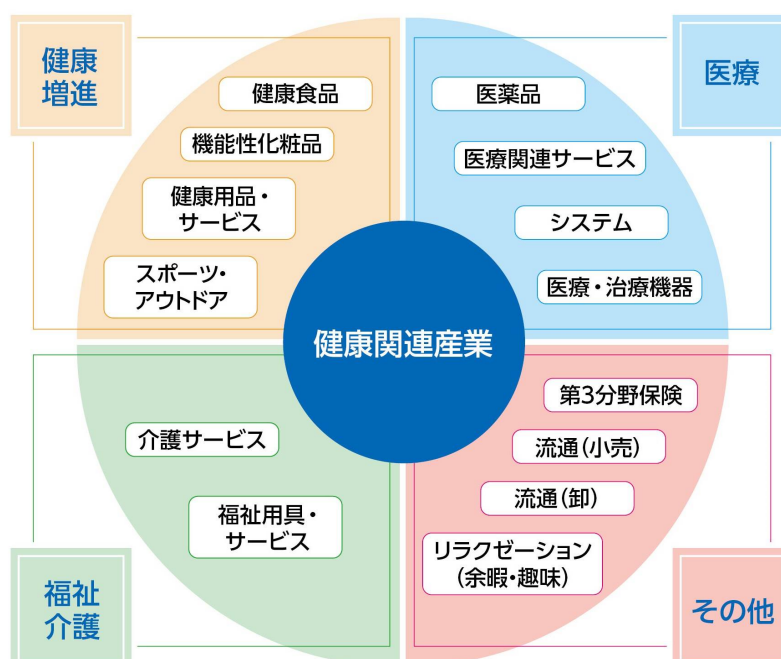 健康
増進
健康食品
機能性化粧品
健康用品・
サービス
スポーツ・
アウトドア
医療
医薬品
医療関連サービス
システム
医療・治療機器
健康関連産業
介護サービス
福祉用具・
サービス
福祉
介護
第3分野保険
流通(小売)
流通(卸)
リラクゼーション
(余暇・趣味)
その他